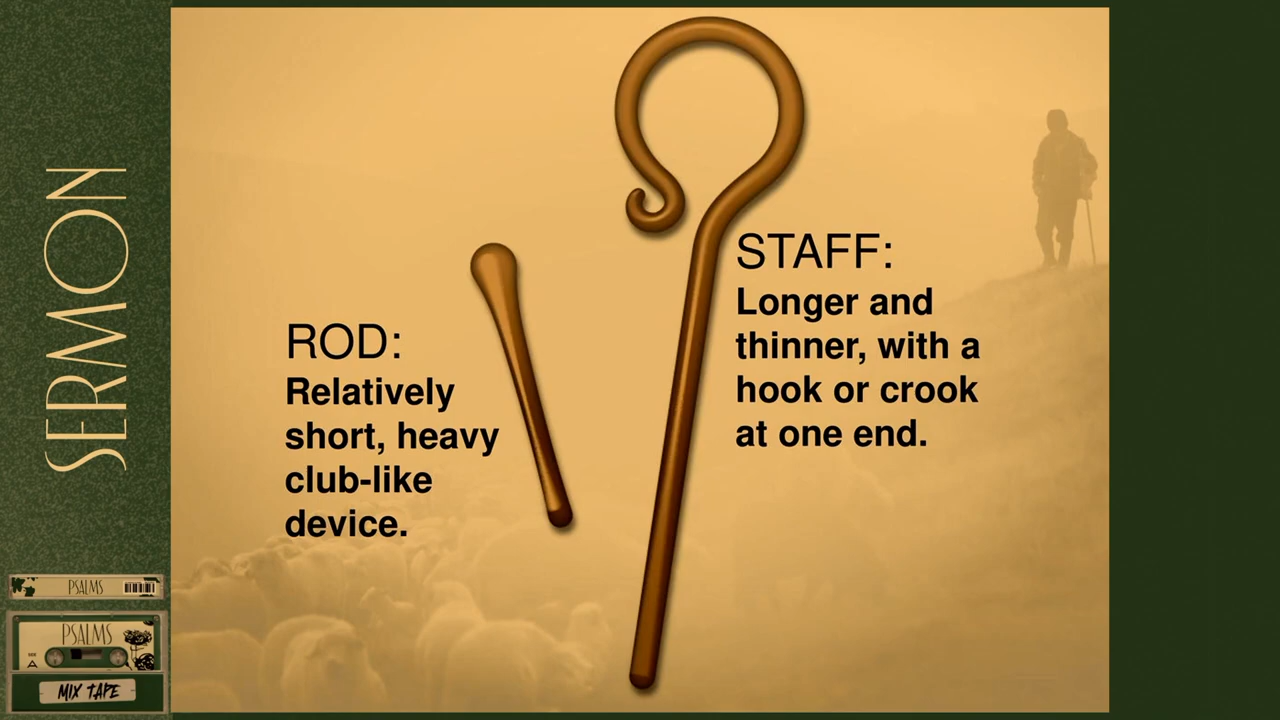 SERMON
ROD:
Relatively
short, heavy
club-like
device.
STAFF:
Longer and
thinner, with a
hook or crook
at one end.
PSALMS
PSALMS
A
MIX TAPE